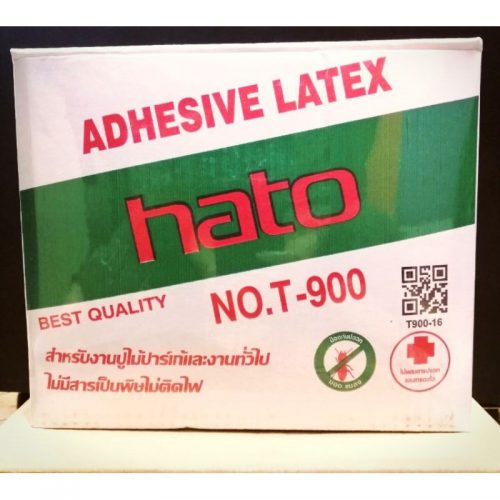 ADHESIVE LATEX
hato
BEST QUALITY
NO.T-900
T900-16
สำหรับงานปูไม้ปาร์เก้และงานทั่วไป
ไม่มีสารเป็นพิษไม่ติดไฟ